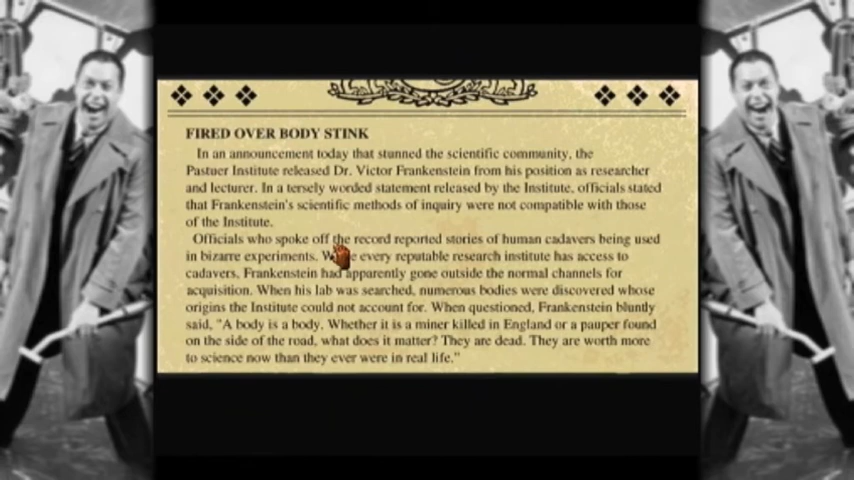 FIRED OVER BODY STINK
In an announcement today that stunned the scientific community, the
Pastuer Institute released Dr. Victor Frankenstein from his position as researcher
and lecturer. In a tersely worded statement released by the Institute, officials stated
that Frankenstein's scientific methods of inquiry were not compatible with those
of the Institute.
Officials who spoke off the record reported stories of human cadavers being used
in bizarre experiments. every reputable research institute has access to
cadavers, Frankenstein had apparently gone outside the normal channels for
acquisition. When his lab was searched, numerous bodies were discovered whose
origins the Institute could not account for. When questioned, Frankenstein bluntly
said, "A body is a body. Whether it is a miner killed in England or a pauper found
on the side of the road, what does it matter? They are dead. They are worth more
to science now than they ever were in real life."